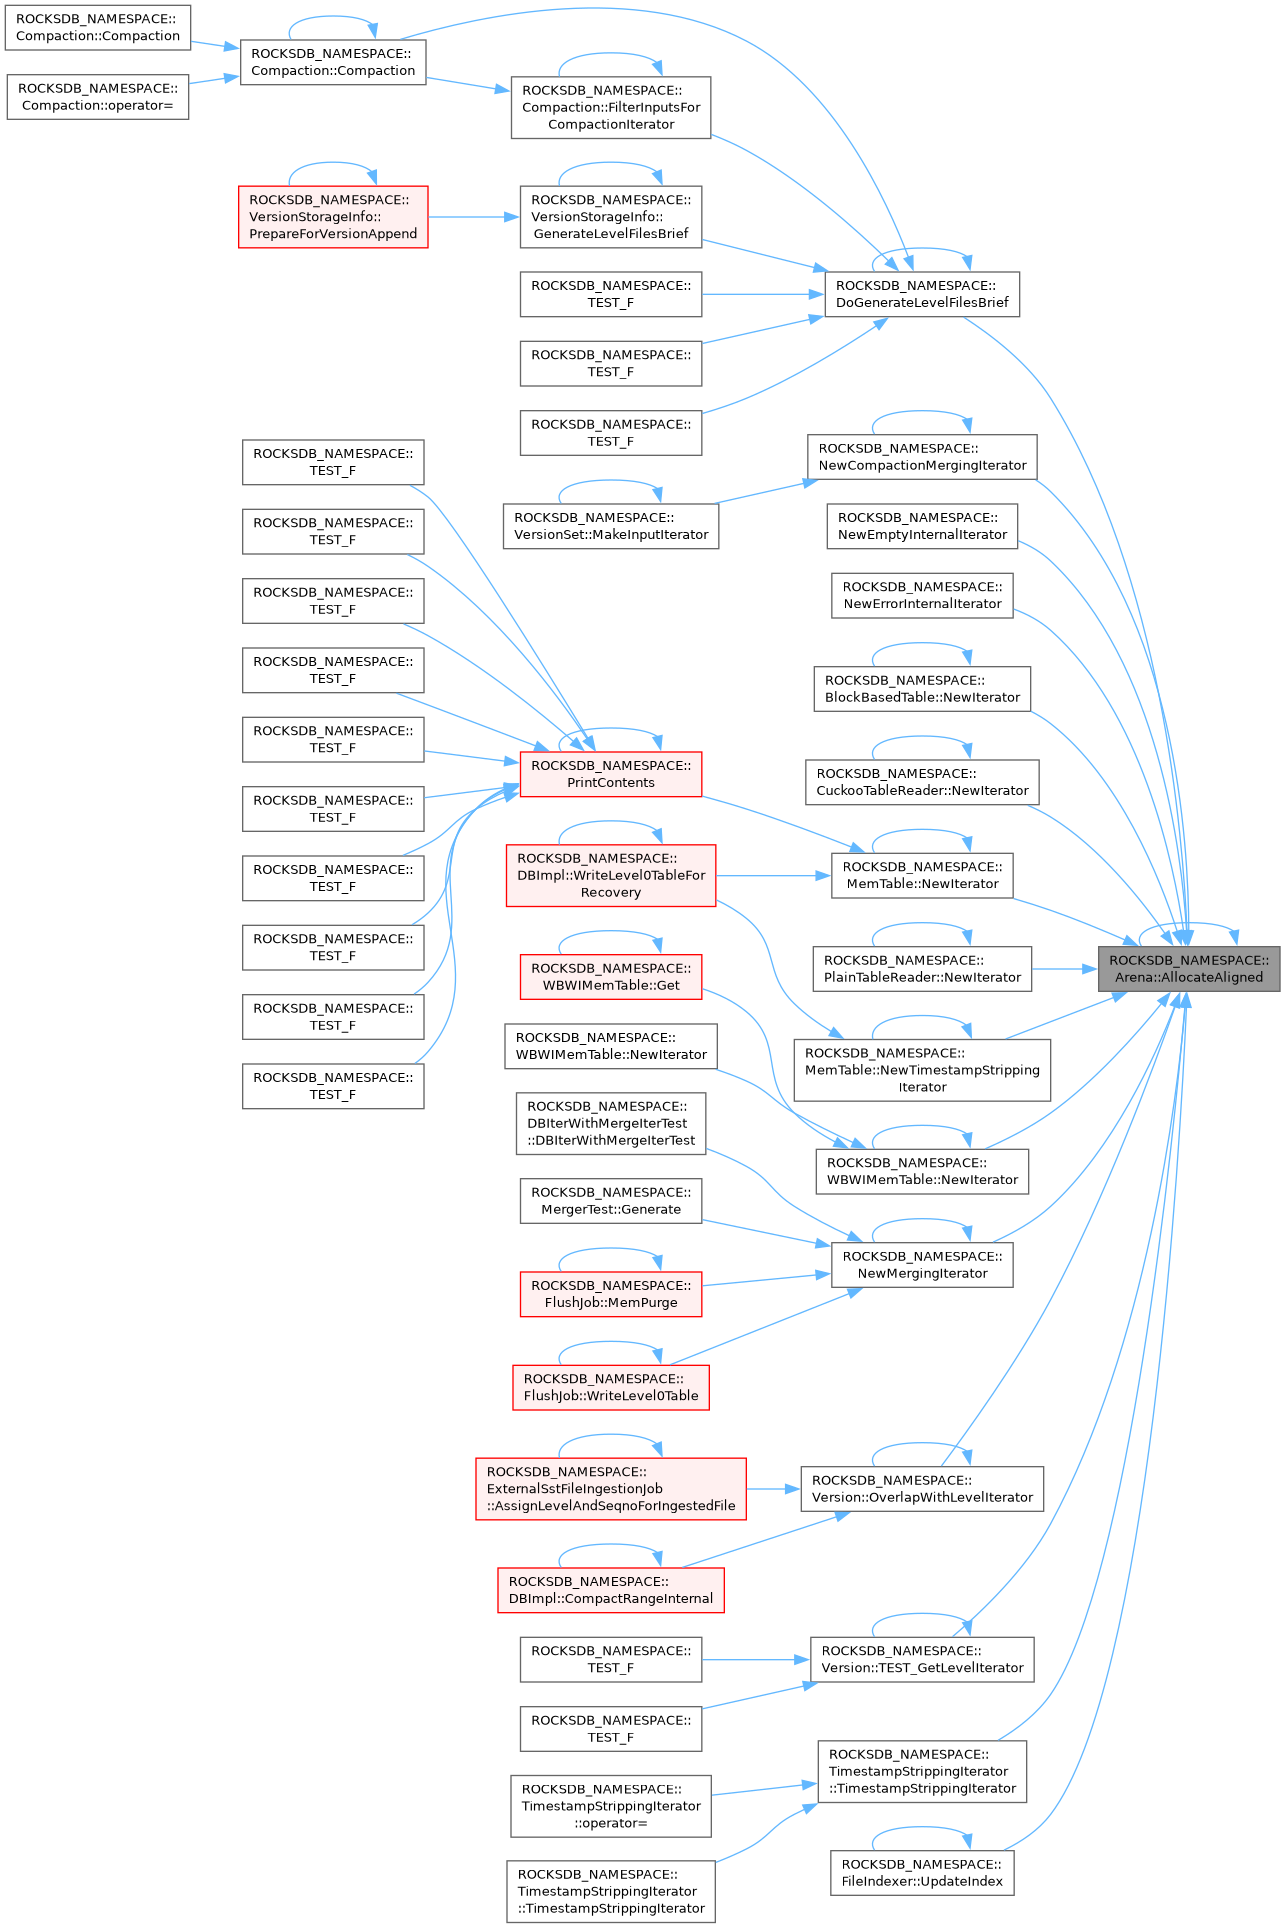 ROCKSDB_NAMESPACE::
Compaction::Compaction
ROCKSDB_NAMESPACE::
Compaction::operator=
ROCKSDB_NAMESPACE::
Compaction::Compaction
ROCKSDB_NAMESPACE::
Compaction::FilterInputsFor
CompactionIterator
ROCKSDB_NAMESPACE::
VersionStorageInfo::
PrepareForVersionAppend
ROCKSDB_NAMESPACE::
VersionStorageInfo::
GenerateLevelFilesBrief
ROCKSDB_NAMESPACE::
TEST_F
ROCKSDB_NAMESPACE::
DoGenerateLevelFilesBrief
ROCKSDB_NAMESPACE::
TEST_F
ROCKSDB_NAMESPACE::
TEST_F
ROCKSDB_NAMESPACE::
NewCompactionMergingIterator
ROCKSDB_NAMESPACE::
VersionSet::MakeInputIterator
ROCKSDB_NAMESPACE::
NewEmptyInternalIterator
ROCKSDB_NAMESPACE::
NewErrorInternalIterator
ROCKSDB_NAMESPACE::
BlockBasedTable::NewIterator
ROCKSDB_NAMESPACE::
CuckooTableReader::NewIterator
ROCKSDB_NAMESPACE::
TEST_F
ROCKSDB_NAMESPACE::
TEST_F
ROCKSDB_NAMESPACE::
TEST_F
ROCKSDB_NAMESPACE::
TEST_F
ROCKSDB_NAMESPACE::
TEST_F
ROCKSDB_NAMESPACE::
TEST_F
ROCKSDB_NAMESPACE::
TEST_F
ROCKSDB_NAMESPACE::
TEST_F
ROCKSDB_NAMESPACE::
TEST_F
ROCKSDB_NAMESPACE::
TEST_F
ROCKSDB_NAMESPACE::
PrintContents
ROCKSDB_NAMESPACE::
DBImpl::WriteLevel0TableFor
Recovery
ROCKSDB_NAMESPACE::
MemTable::NewIterator
ROCKSDB_NAMESPACE::
PlainTableReader::NewIterator
ROCKSDB_NAMESPACE::
Arena::AllocateAligned
ROCKSDB_NAMESPACE::
WBWIMemTable::Get
ROCKSDB_NAMESPACE::
WBWIMemTable::NewIterator
ROCKSDB_NAMESPACE::
MemTable::NewTimestampStripping
Iterator
ROCKSDB_NAMESPACE::
DBIterWithMergeIterTest
::DBIterWithMergeIterTest
ROCKSDB_NAMESPACE::
WBWIMemTable::NewIterator
ROCKSDB_NAMESPACE::
MergerTest::Generate
ROCKSDB_NAMESPACE::
NewMergingIterator
ROCKSDB_NAMESPACE::
FlushJob::MemPurge
ROCKSDB_NAMESPACE::
FlushJob::WriteLevel0Table
ROCKSDB_NAMESPACE::
ExternalSstFileIngestionJob
::AssignLevelAndSeqnoForIngestedFile
ROCKSDB_NAMESPACE::
Version::OverlapWithLevelIterator
ROCKSDB_NAMESPACE::
DBImpl::CompactRangeInternal
ROCKSDB_NAMESPACE::
TEST_F
ROCKSDB_NAMESPACE::
Version::TEST_GetLevelIterator
ROCKSDB_NAMESPACE::
TEST_F
ROCKSDB_NAMESPACE::
TimestampStrippingIterator
::TimestampStrippingIterator
ROCKSDB_NAMESPACE::
TimestampStrippingIterator
::operator=
ROCKSDB_NAMESPACE::
TimestampStrippingIterator
::TimestampStrippingIterator
ROCKSDB_NAMESPACE::
FileIndexer::UpdateIndex